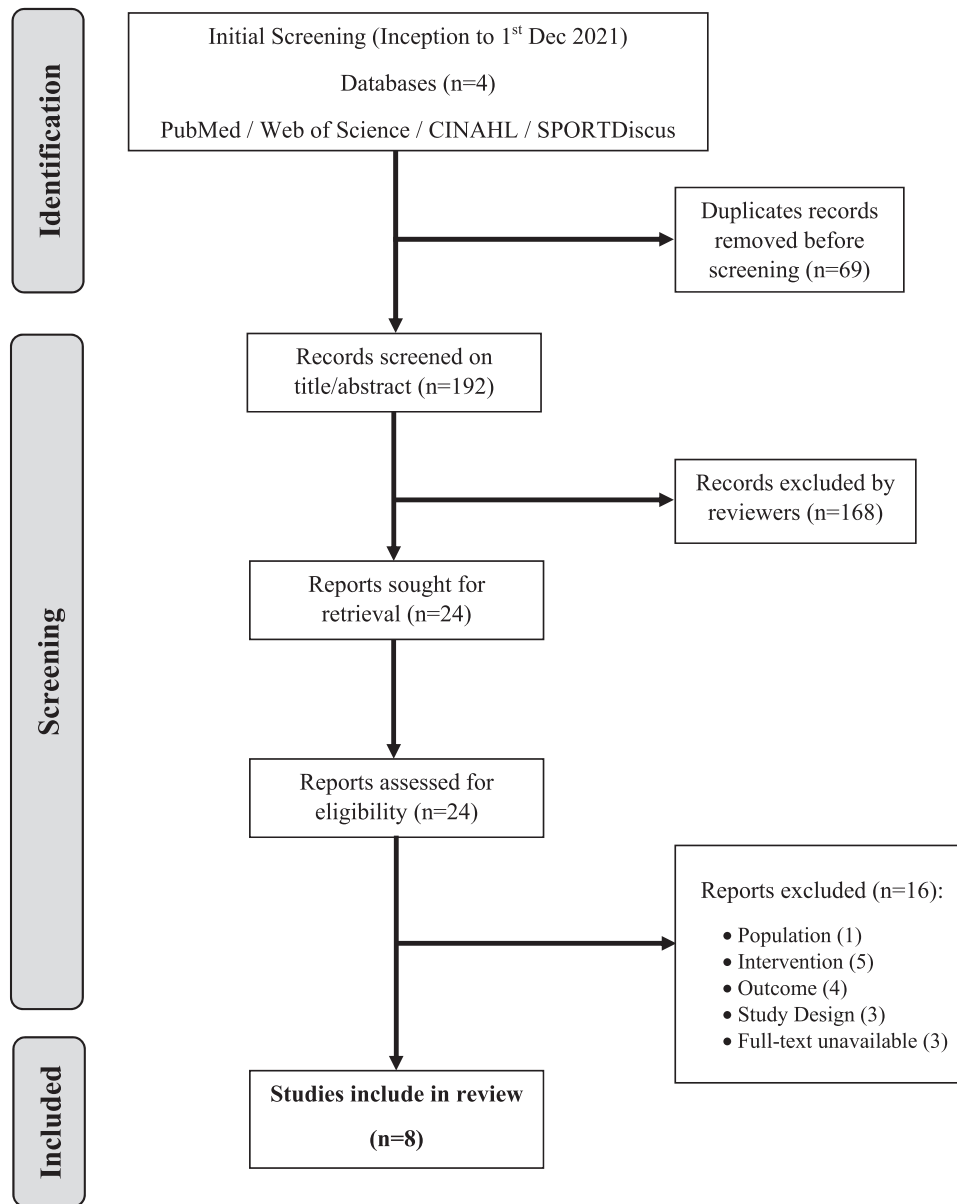 Identification
Initial Screening (Inception to 1st Dec 2021)
Databases (n=4)
PubMed / Web of Science / CINAHL / SPORTDiscus
Duplicates records
removed before
screening (n=69)
Screening
Records screened on
title/abstract (n=192)
Records excluded by
reviewers (n=168)
Reports sought for
retrieval (n=24)
Reports assessed for
eligibility (n=24)
Reports excluded (n=16):
• Population (1)
• Intervention (5)
• Outcome (4)
• Study Design (3)
• Full-text unavailable (3)
Included
Studies include in review
(n=8)